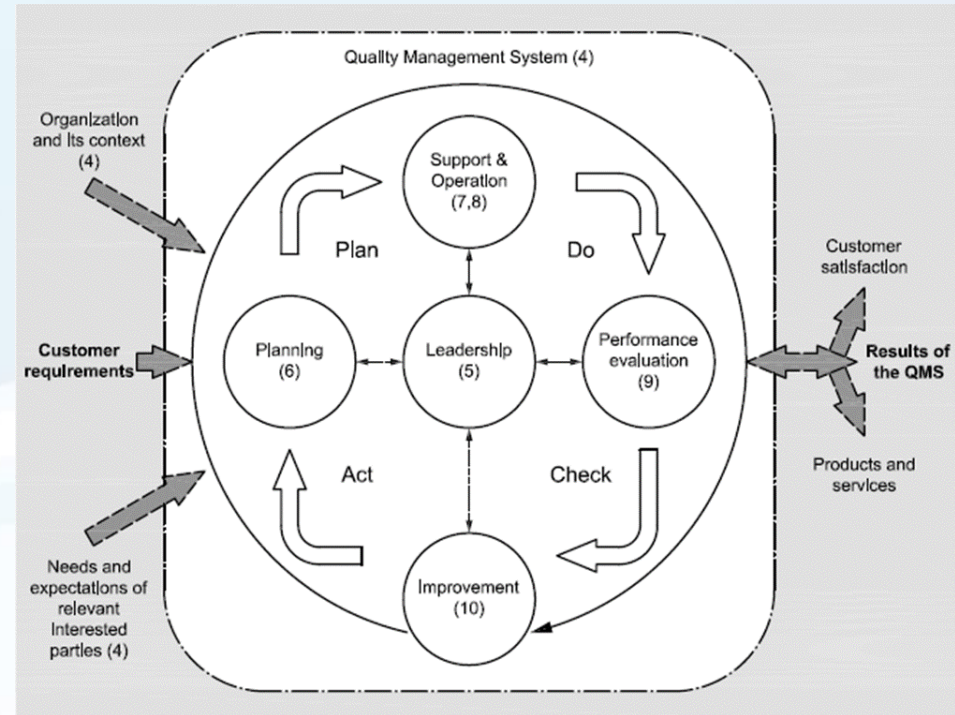 Quality Management System (4)
Organization
and its context
(4)
Support &
Operation
(7,8)
Plan
Do
Customer
satisfaction
Customer
requirements
Planning
(6)
Leadership
(5)
Performance
evaluation
(9)
Results of
the QMS
Act
Check
Products and
services
Needs and
expectations of
relevant
interested
parties (4)
Improvement
(10)